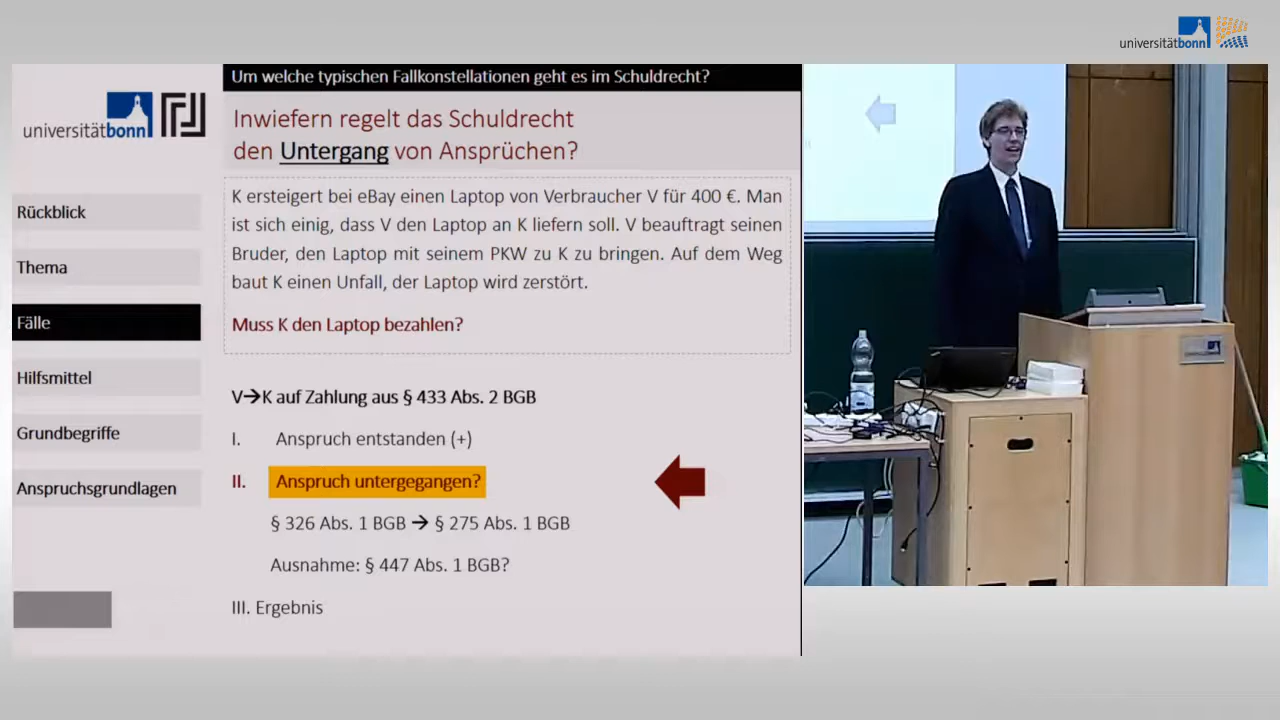 universitätbonn
Um welche typischen Fallkonstellationen geht es im Schuldrecht?
universitätbonn
Inwiefern regelt das Schuldrecht
den Untergang von Ansprüchen?
K ersteigert bei eBay einen Laptop von Verbraucher V für 400 €. Man
ist sich einig, dass V den Laptop an K liefern soll. V beauftragt seinen
Bruder, den Laptop mit seinem PKW zu K zu bringen. Auf dem Weg
baut K einen Unfall, der Laptop wird zerstört.
Muss K den Laptop bezahlen?
Rückblick
Thema
Fälle
Hilfsmittel
Grundbegriffe
Anspruchsgrundlagen
V→K auf Zahlung aus § 433 Abs. 2 BGB
I. Anspruch entstanden (+)
II. Anspruch untergegangen?
§ 326 Abs. 1 BGB → § 275 Abs. 1 BGB
Ausnahme: § 447 Abs. 1 BGB?
III. Ergebnis